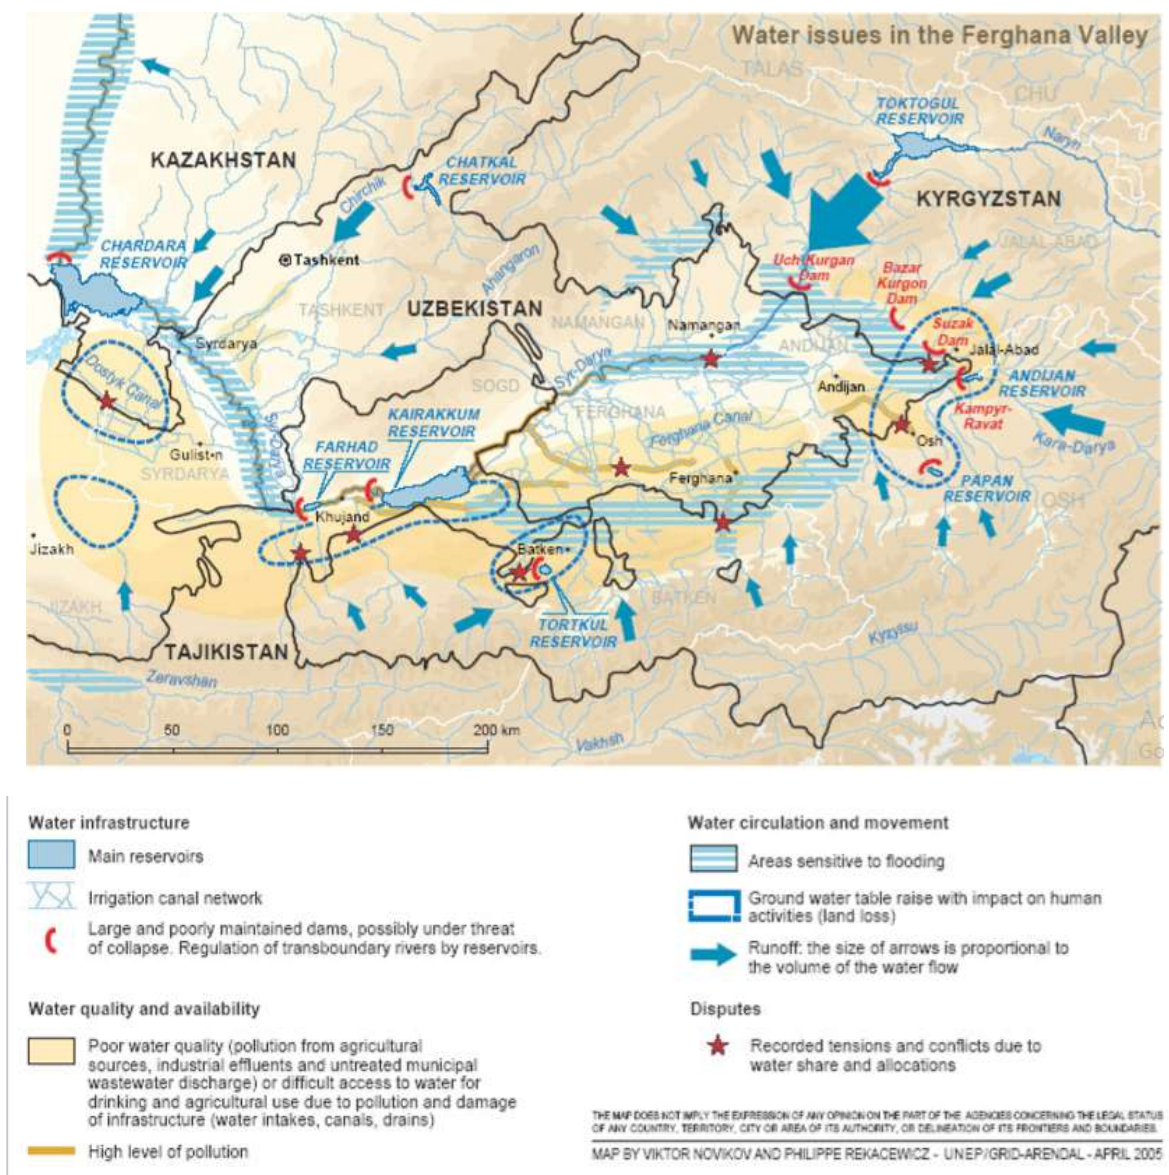 Water issues in the Ferghana Valley
TALAS
CHU
TOKTOGUL
RESERVOIR
Naryn
KAZAKHSTAN
CHATKAL
RESERVOIR
Chirchik
KYRGYZSTAN
CHARDARA
RESERVOIR
Tashkent
Ahangaron
Uch-Kurgan
Dam
Bazar
Kurgon
Dam
JALAL-ABAD
TASHKENT
UZBEKISTAN
NAMANGAN
Namangan
Suzak
Dam
Syrdarya
Syr-Darya
ANDIJAN
Jalal-Abad
Dostyk Canal
SOGD
Andijan
ANDIJAN
RESERVOIR
KAIRAKKUM
RESERVOIR
FERGHANA
Ferghana Canal
Kampyr-
Ravat
Kara-Darya
Syr-Darya
FARHAD
RESERVOIR
Osh
Gulist•n
SYRDARYA
Ferghana
PAPAN
RESERVOIR
OSH
Khujand
Jizakh
Batken
JIZAKH
BATKEN
TORTKUL
RESERVOIR
Kyzylsu
TAJIKISTAN
Zeravshan
0 50 100 150 200 km
Vakhsh
Ac
Go
Water infrastructure
Main reservoirs
Irrigation canal network
Large and poorly maintained dams, possibly under threat
of collapse. Regulation of transboundary rivers by reservoirs.
Water quality and availability
Poor water quality (pollution from agricultural
sources, industrial effluents and untreated municipal
wastewater discharge) or difficult access to water for
drinking and agricultural use due to pollution and damage
of infrastructure (water intakes, canals, drains)
High level of pollution
Water circulation and movement
Areas sensitive to flooding
Ground water table raise with impact on human
activities (land loss)
Runoff: the size of arrows is proportional to
the volume of the water flow
Disputes
Recorded tensions and conflicts due to
water share and allocations
THE MAP DOES NOT IMPLY THE EXPRESSION OF ANY OPINION ON THE PART OF THE AGENCIES CONCERNING THE LEGAL STATUS
OF ANY COUNTRY, TERRITORY, CITY OR AREA OF ITS AUTHORITY, OR DELINEATION OF ITS FRONTIERS AND BOUNDARIES.
MAP BY VIKTOR NOVIKOV AND PHILIPPE REKACEWICZ - UNEP/GRID-ARENDAL - APRIL 2005